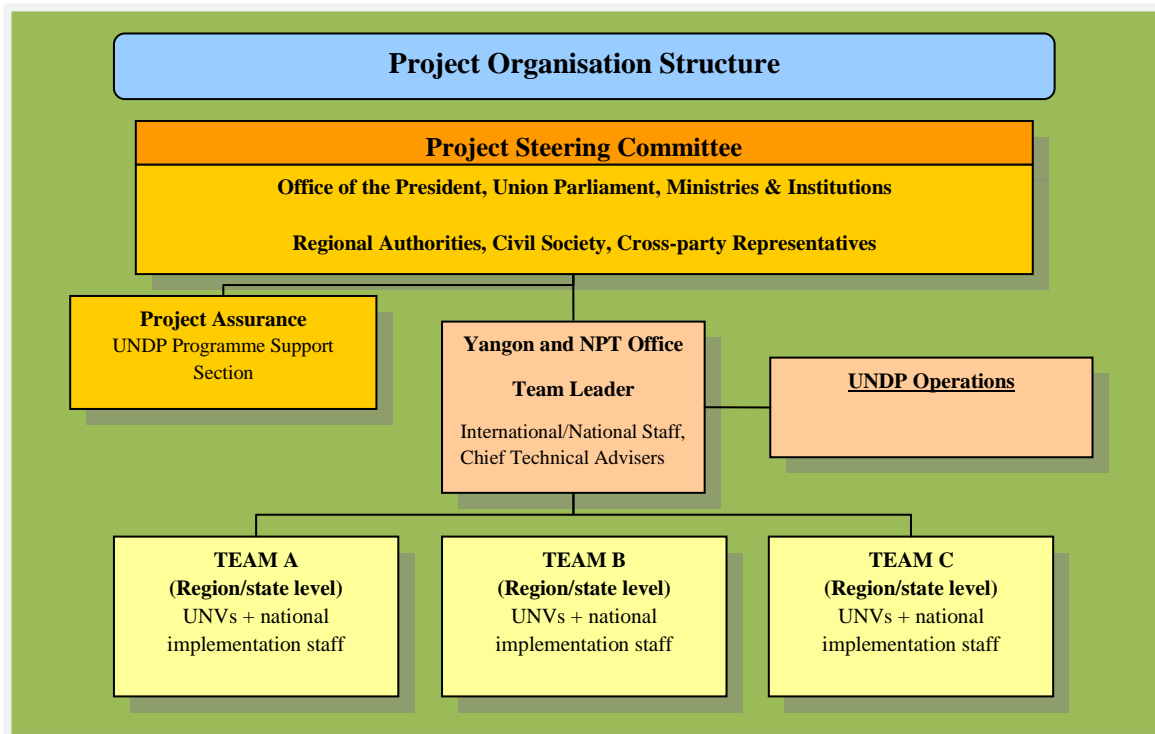 Project Organisation Structure
Project Steering Committee
Office of the President, Union Parliament, Ministries & Institutions
Regional Authorities, Civil Society, Cross-party Representatives
Project Assurance
UNDP Programme Support
Section
Yangon and NPT Office
Team Leader
International/National Staff,
Chief Technical Advisers
UNDP Operations
TEAM A
(Region/state level)
UNVs + national
implementation staff
TEAM B
(Region/state level)
UNVs + national
implementation staff
TEAM C
(Region/state level)
UNVs + national
implementation staff